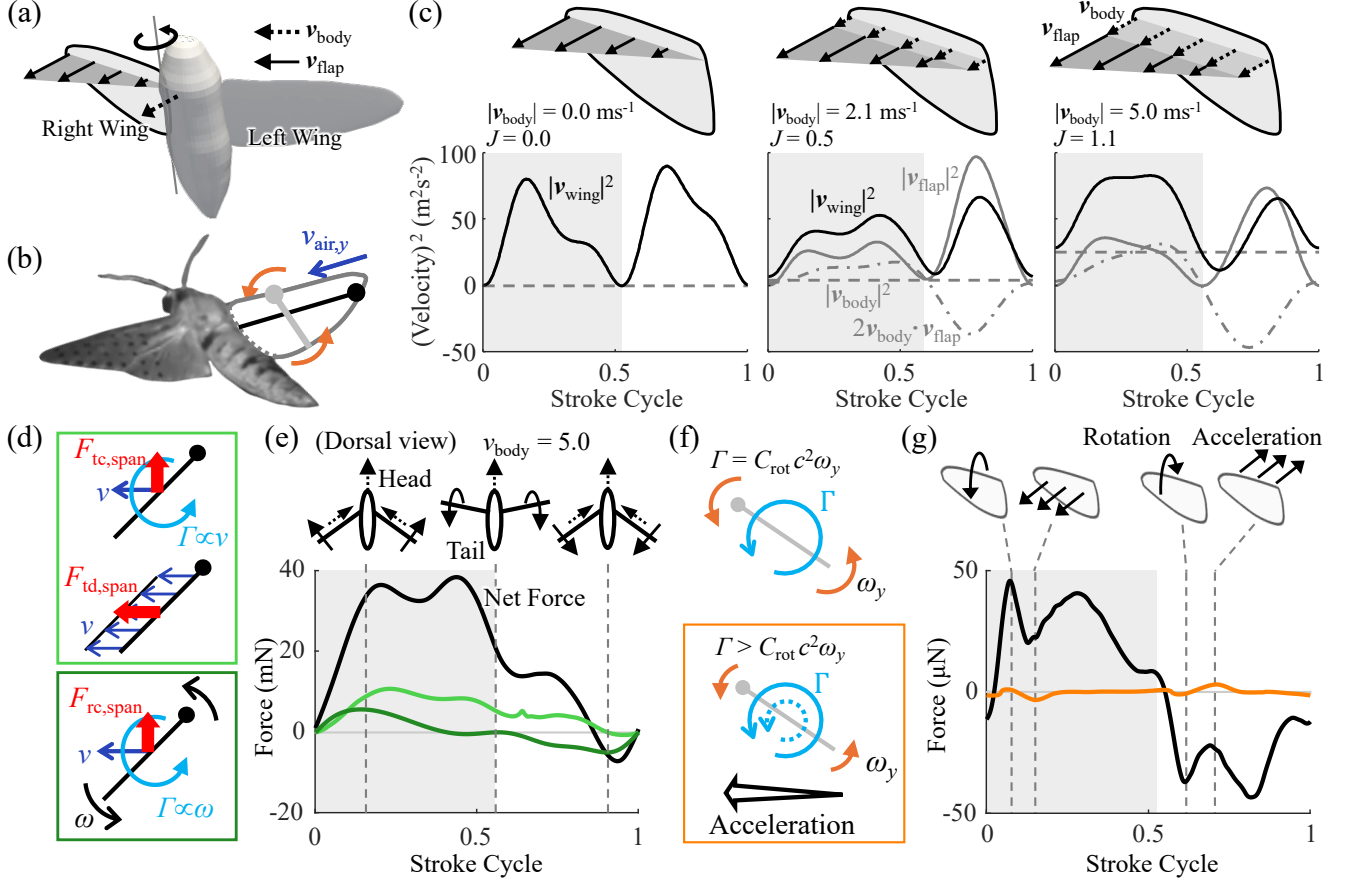 (a)
v_body
v_flap
Right Wing
Left Wing
(b)
v_air,y
(c)
v_body
v_flap
|v_body| = 0.0 ms⁻¹
J = 0.0
|v_body| = 2.1 ms⁻¹
J = 0.5
|v_body| = 5.0 ms⁻¹
J = 1.1
(Velocity)² (m²s⁻²)
100
50
0
-50
|v_wing|²
|v_wing|²
|v_flap|²
|v_body|²
2v_body · v_flap
0
0.5
1
0
0.5
1
0
0.5
1
Stroke Cycle
Stroke Cycle
Stroke Cycle
(d)
F_tc,span
v
Γ∝v
F_td,span
v
F_rc,span
v
Γ∝ω
ω
(e)
(Dorsal view)
v_body = 5.0
Head
Tail
Net Force
Force (mN)
40
20
0
-20
0
0.5
1
Stroke Cycle
(f)
Γ = C_rot c²ω_y
Γ
ω_y
Γ > C_rot c²ω_y
Γ
ω_y
Acceleration
(g)
Rotation
Acceleration
Force (μN)
50
0
-50
0
0.5
1
Stroke Cycle